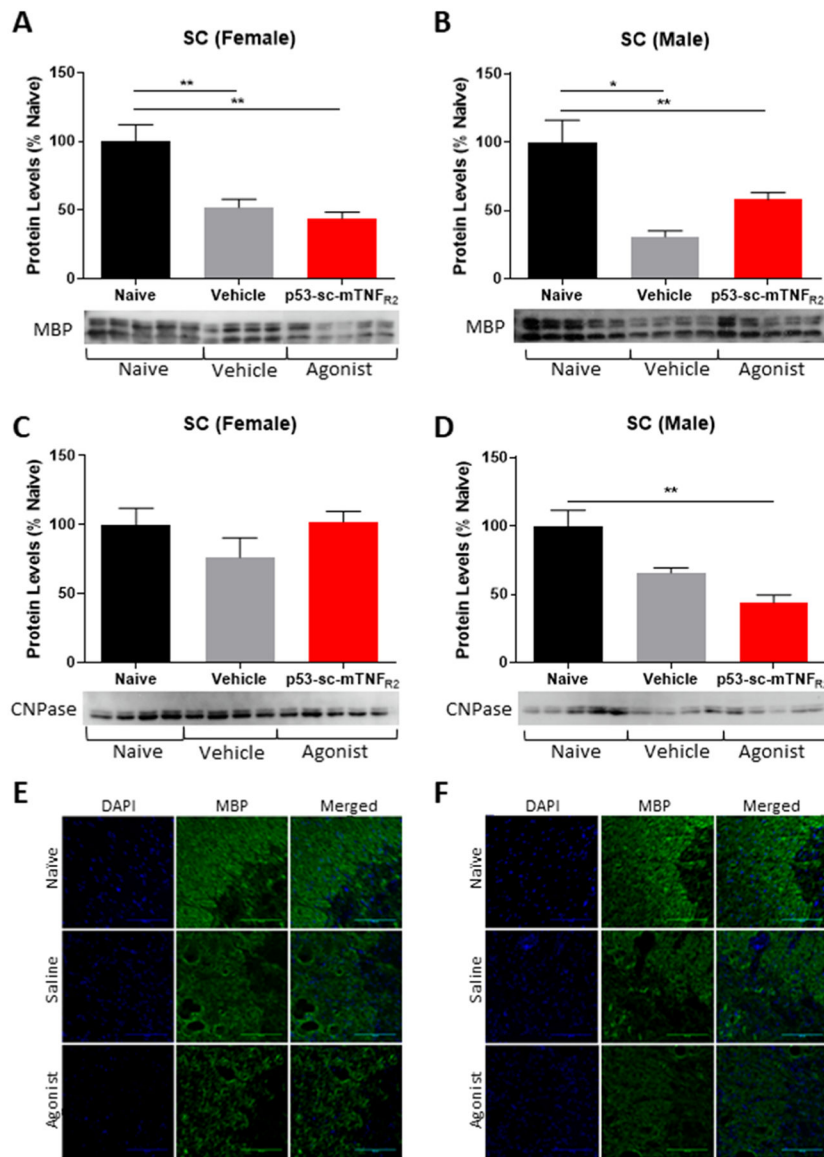 A
SC (Female)
Protein Levels (% Naive)
150
100
50
0
**
**
Naive Vehicle p53-sc-mTNFR2
MBP
Naive Vehicle Agonist
B
SC (Male)
Protein Levels (% Naive)
150
100
50
0
*
**
Naive Vehicle p53-sc-mTNFR2
MBP
Naive Vehicle Agonist
C
SC (Female)
Protein Levels (% Naive)
150
100
50
0
Naive Vehicle p53-sc-mTNFR2
CNPase
Naive Vehicle Agonist
D
SC (Male)
Protein Levels (% Naive)
150
100
50
0
**
Naive Vehicle p53-sc-mTNFR2
CNPase
Naive Vehicle Agonist
E
DAPI MBP Merged
Naïve
Saline
Agonist
F
DAPI MBP Merged
Naïve
Saline
Agonist